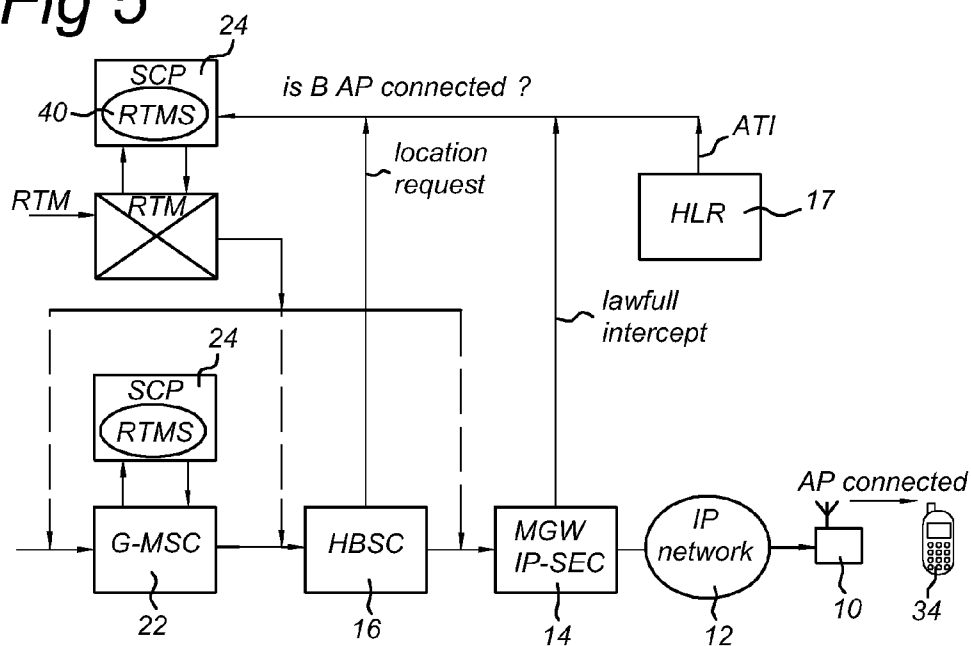 Fig 5
24
SCP
RTMS
40
is B AP connected ?
ATI
location
request
HLR
17
RTM
RTM
lawfull
intercept
24
SCP
RTMS
AP connected
G-MSC
HBSC
MGW
IP-SEC
IP
network
22
16
14
12
10
34